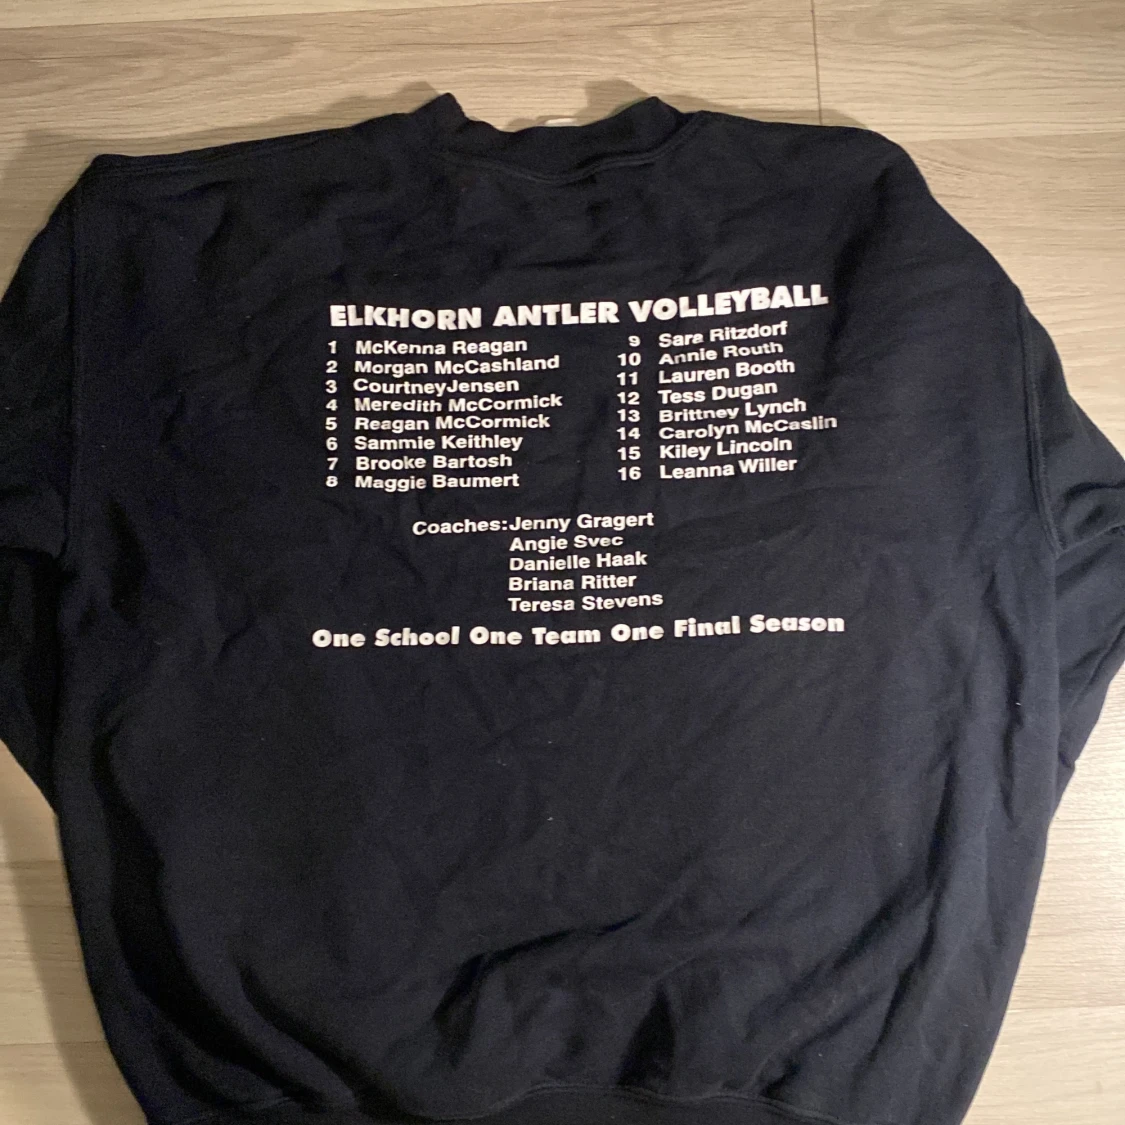 ELKHORN ANTLER VOLLEYBALL
1 McKenna Reagan
2 Morgan McCashland
3 CourtneyJensen
4 Meredith McCormick
5 Reagan McCormick
6 Sammie Keithley
7 Brooke Bartosh
8 Maggie Baumert
9 Sara Ritzdorf
10 Annie Routh
11 Lauren Booth
12 Tess Dugan
13 Brittney Lynch
14 Carolyn McCaslin
15 Kiley Lincoln
16 Leanna Willer
Coaches:Jenny Gragert
Angie Svec
Danielle Haak
Briana Ritter
Teresa Stevens
One School One Team One Final Season